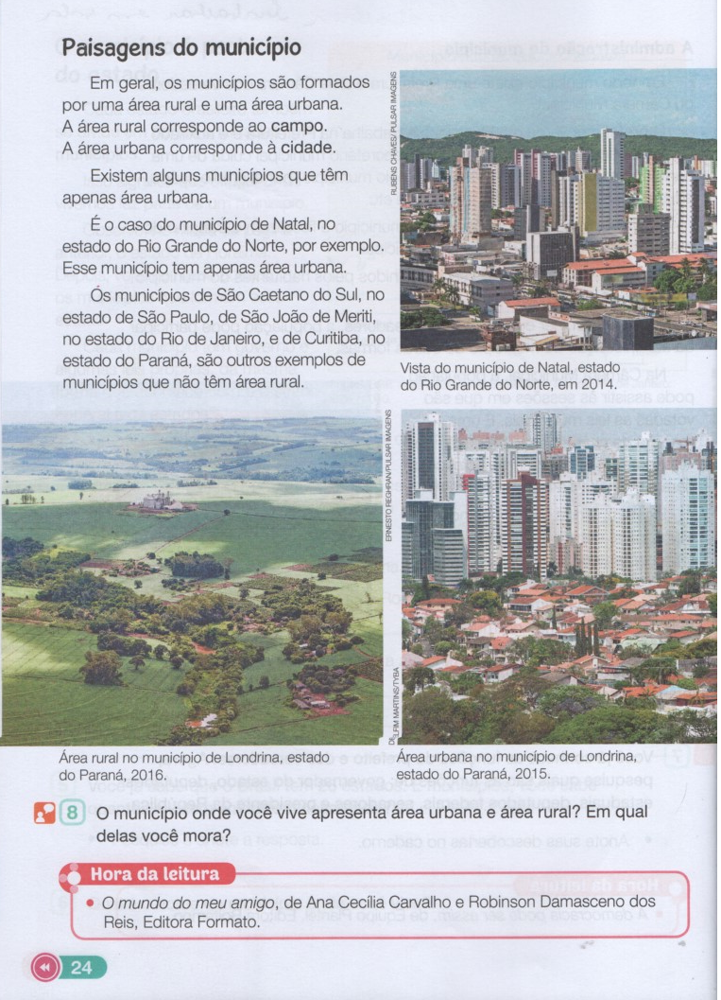 Paisagens do município
Em geral, os municípios são formados
por uma área rural e uma área urbana.
A área rural corresponde ao campo.
A área urbana corresponde à cidade.
Existem alguns municípios que têm
apenas área urbana.
É o caso do município de Natal, no
estado do Rio Grande do Norte, por exemplo.
Esse município tem apenas área urbana.
Os municípios de São Caetano do Sul, no
estado de São Paulo, de São João de Meriti,
no estado do Rio de Janeiro, e de Curitiba, no
estado do Paraná, são outros exemplos de
municípios que não têm área rural.
RUBENS CHAVES/ PULSAR IMAGENS
Vista do município de Natal, estado
do Rio Grande do Norte, em 2014.
ERNESTO REGHRAN/PULSAR IMAGENS
Área rural no município de Londrina, estado
do Paraná, 2016.
MARTINS/TYBA
Área urbana no município de Londrina,
estado do Paraná, 2015.
8 O município onde você vive apresenta área urbana e área rural? Em qual
delas você mora?
Hora da leitura
• O mundo do meu amigo, de Ana Cecília Carvalho e Robinson Damasceno dos
Reis, Editora Formato.
24